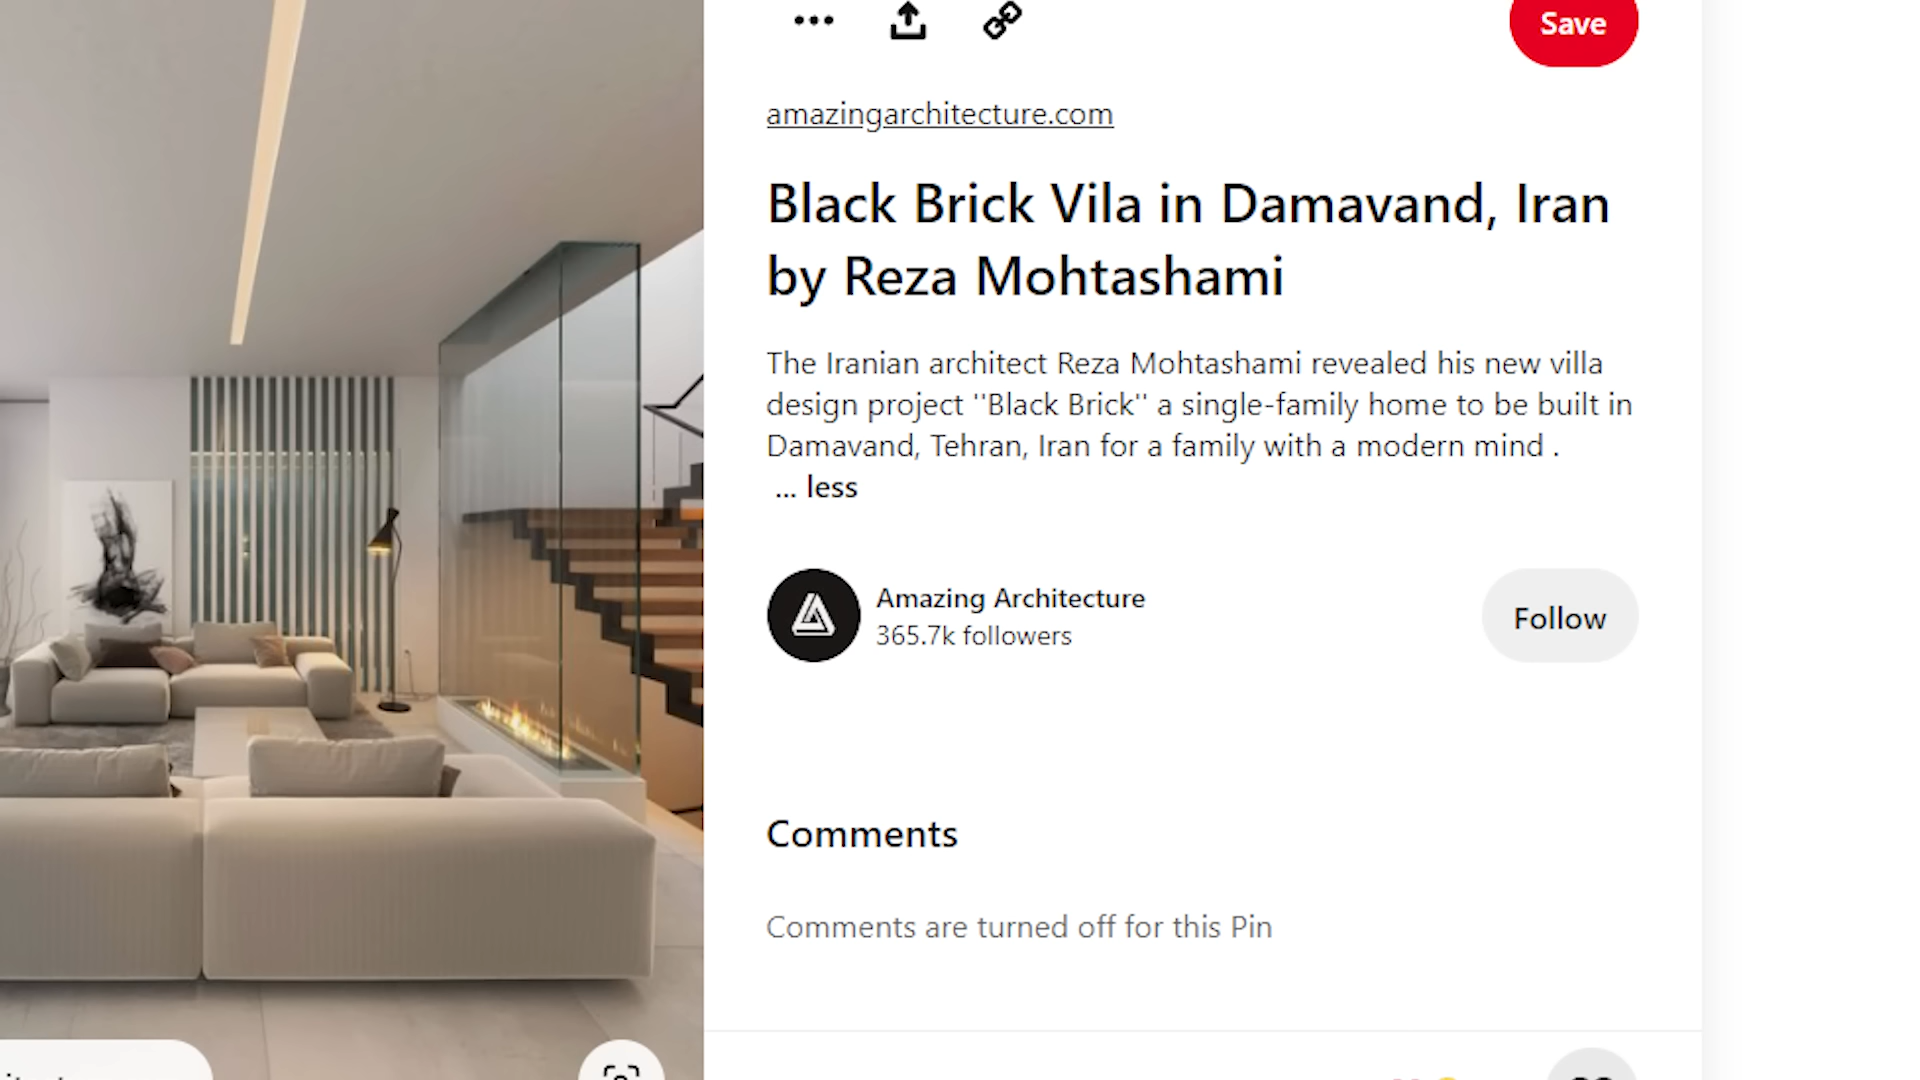 Save
amazingarchitecture.com
Black Brick Vila in Damavand, Iran
by Reza Mohtashami
The Iranian architect Reza Mohtashami revealed his new villa
design project ''Black Brick'' a single-family home to be built in
Damavand, Tehran, Iran for a family with a modern mind .
... less
Amazing Architecture
365.7k followers
Follow
Comments
Comments are turned off for this Pin